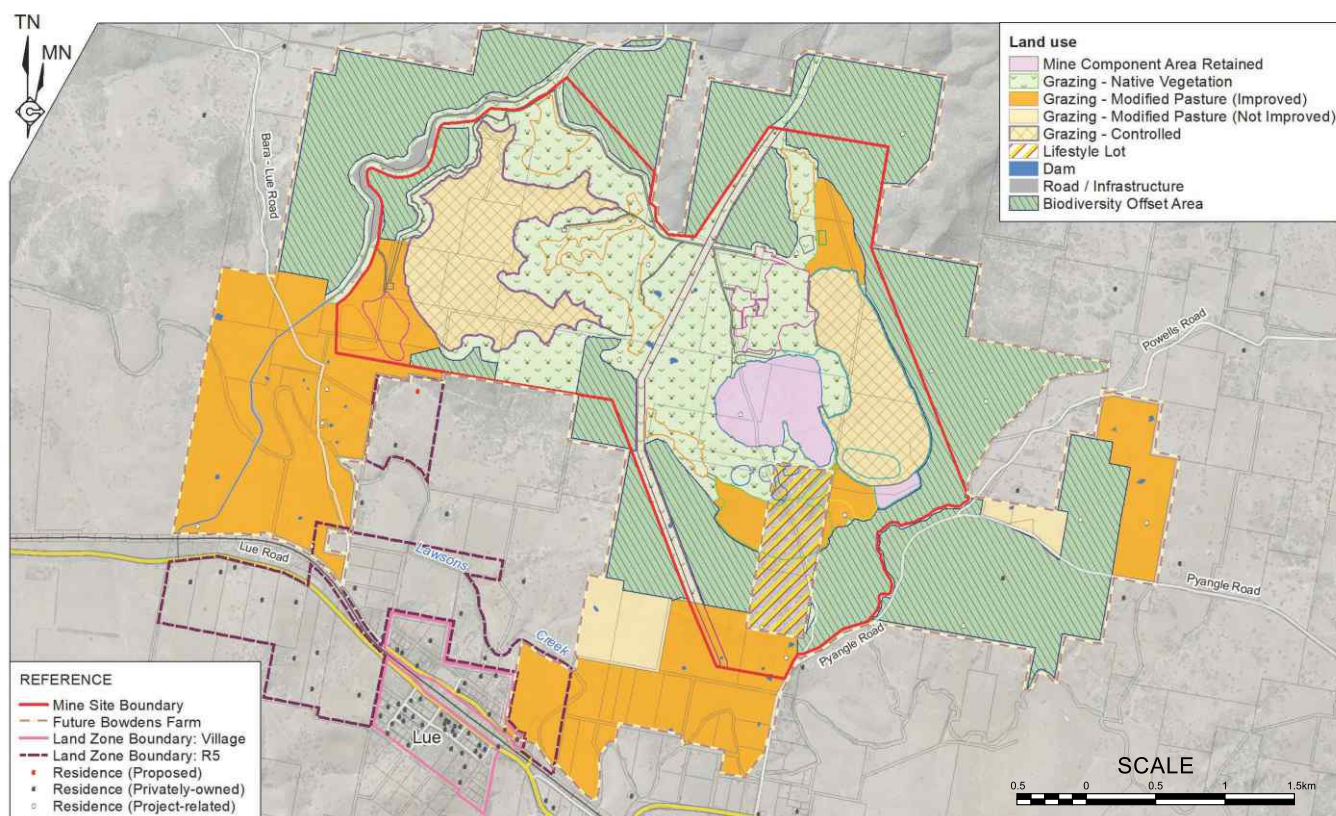 TN
MN
Land use
Mine Component Area Retained
Grazing - Native Vegetation
Grazing - Modified Pasture (Improved)
Grazing - Modified Pasture (Not Improved)
Grazing - Controlled
Lifestyle Lot
Dam
Road / Infrastructure
Biodiversity Offset Area
Bara - Lue Road
Powells Road
Pyangle Road
Lue Road
Lawsons
Creek
Pyangle Road
Lue
REFERENCE
Mine Site Boundary
Future Bowdens Farm
Land Zone Boundary: Village
Land Zone Boundary: R5
Residence (Proposed)
Residence (Privately-owned)
Residence (Project-related)
SCALE
0.5 0 0.5 1 1.5km